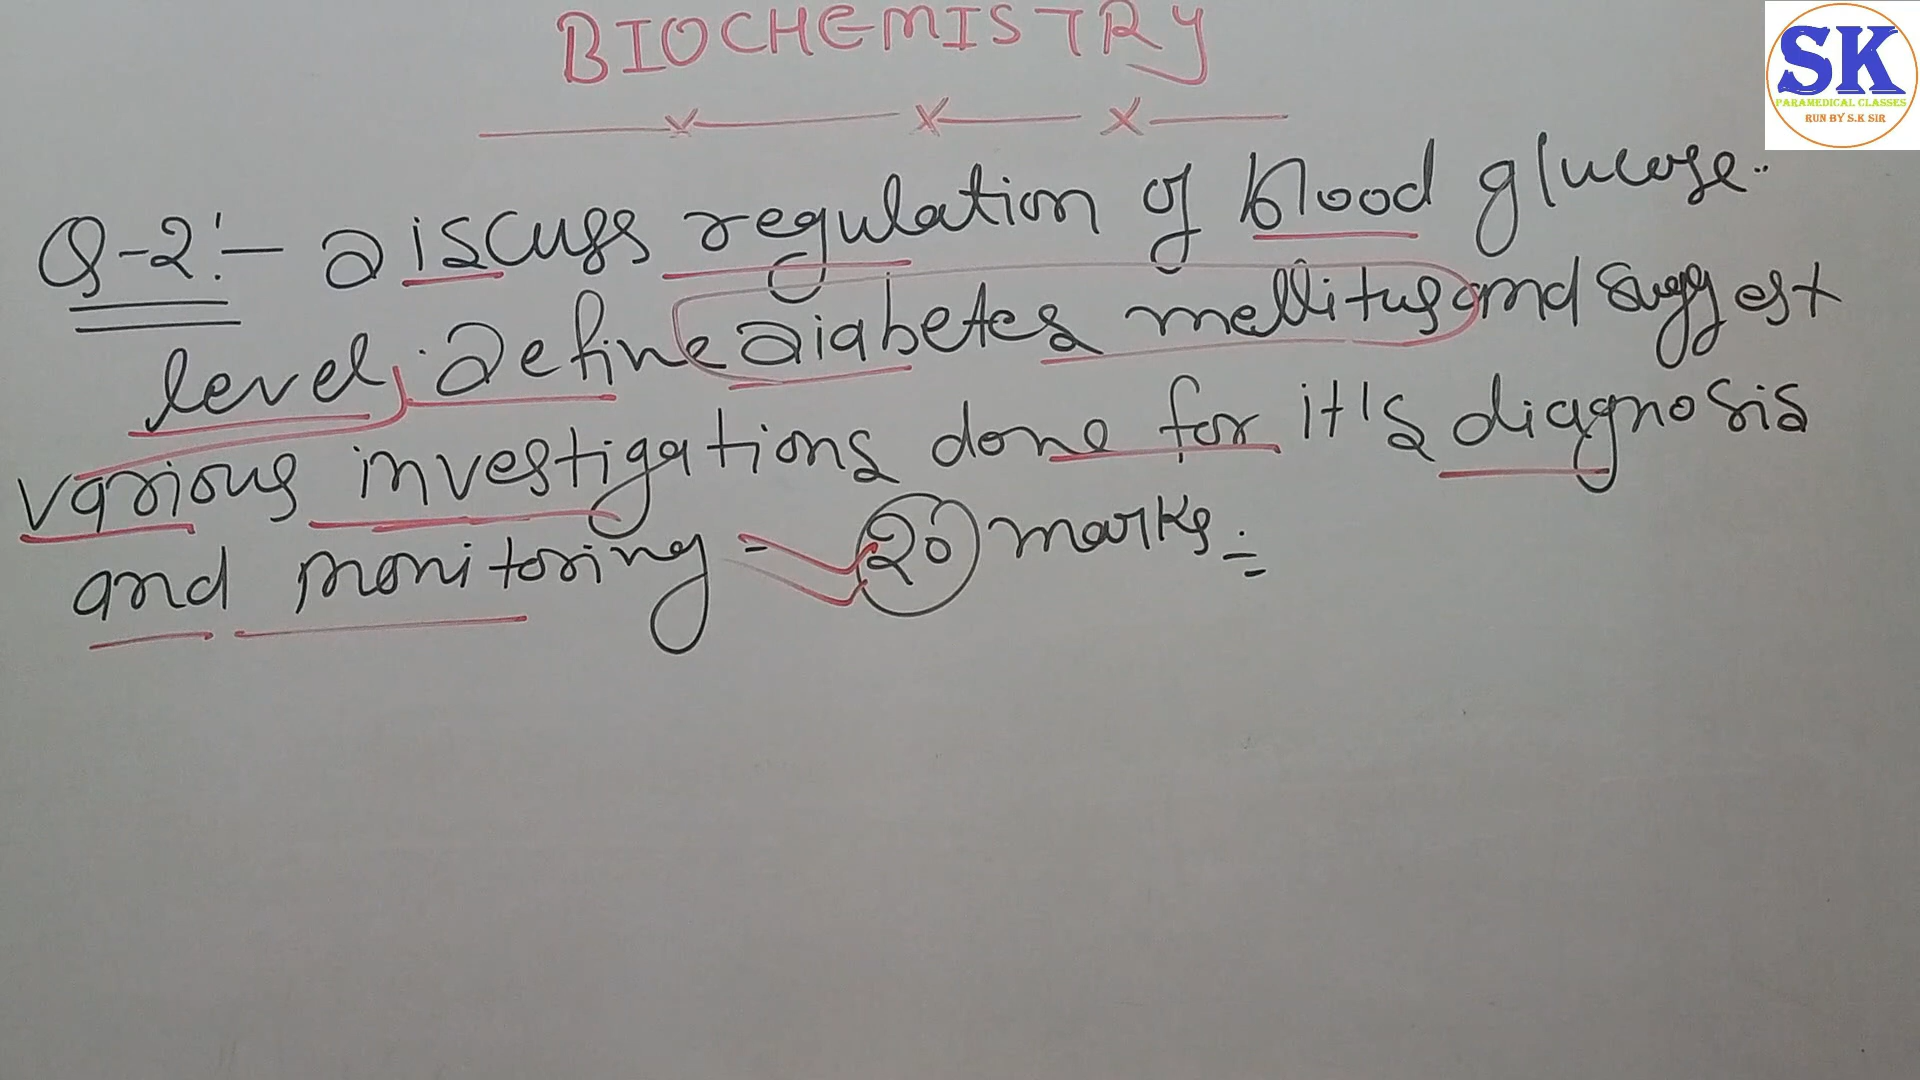 BIOCHEMISTRY
SK
PARAMEDICAL CLASSES
RUN BY S.K SIR
Q-2:- Discuss regulation of blood glucose.
level, Define Diabetes mellitus and suggest
various investigations done for it's diagnosis
and monitoring - 20 marks.